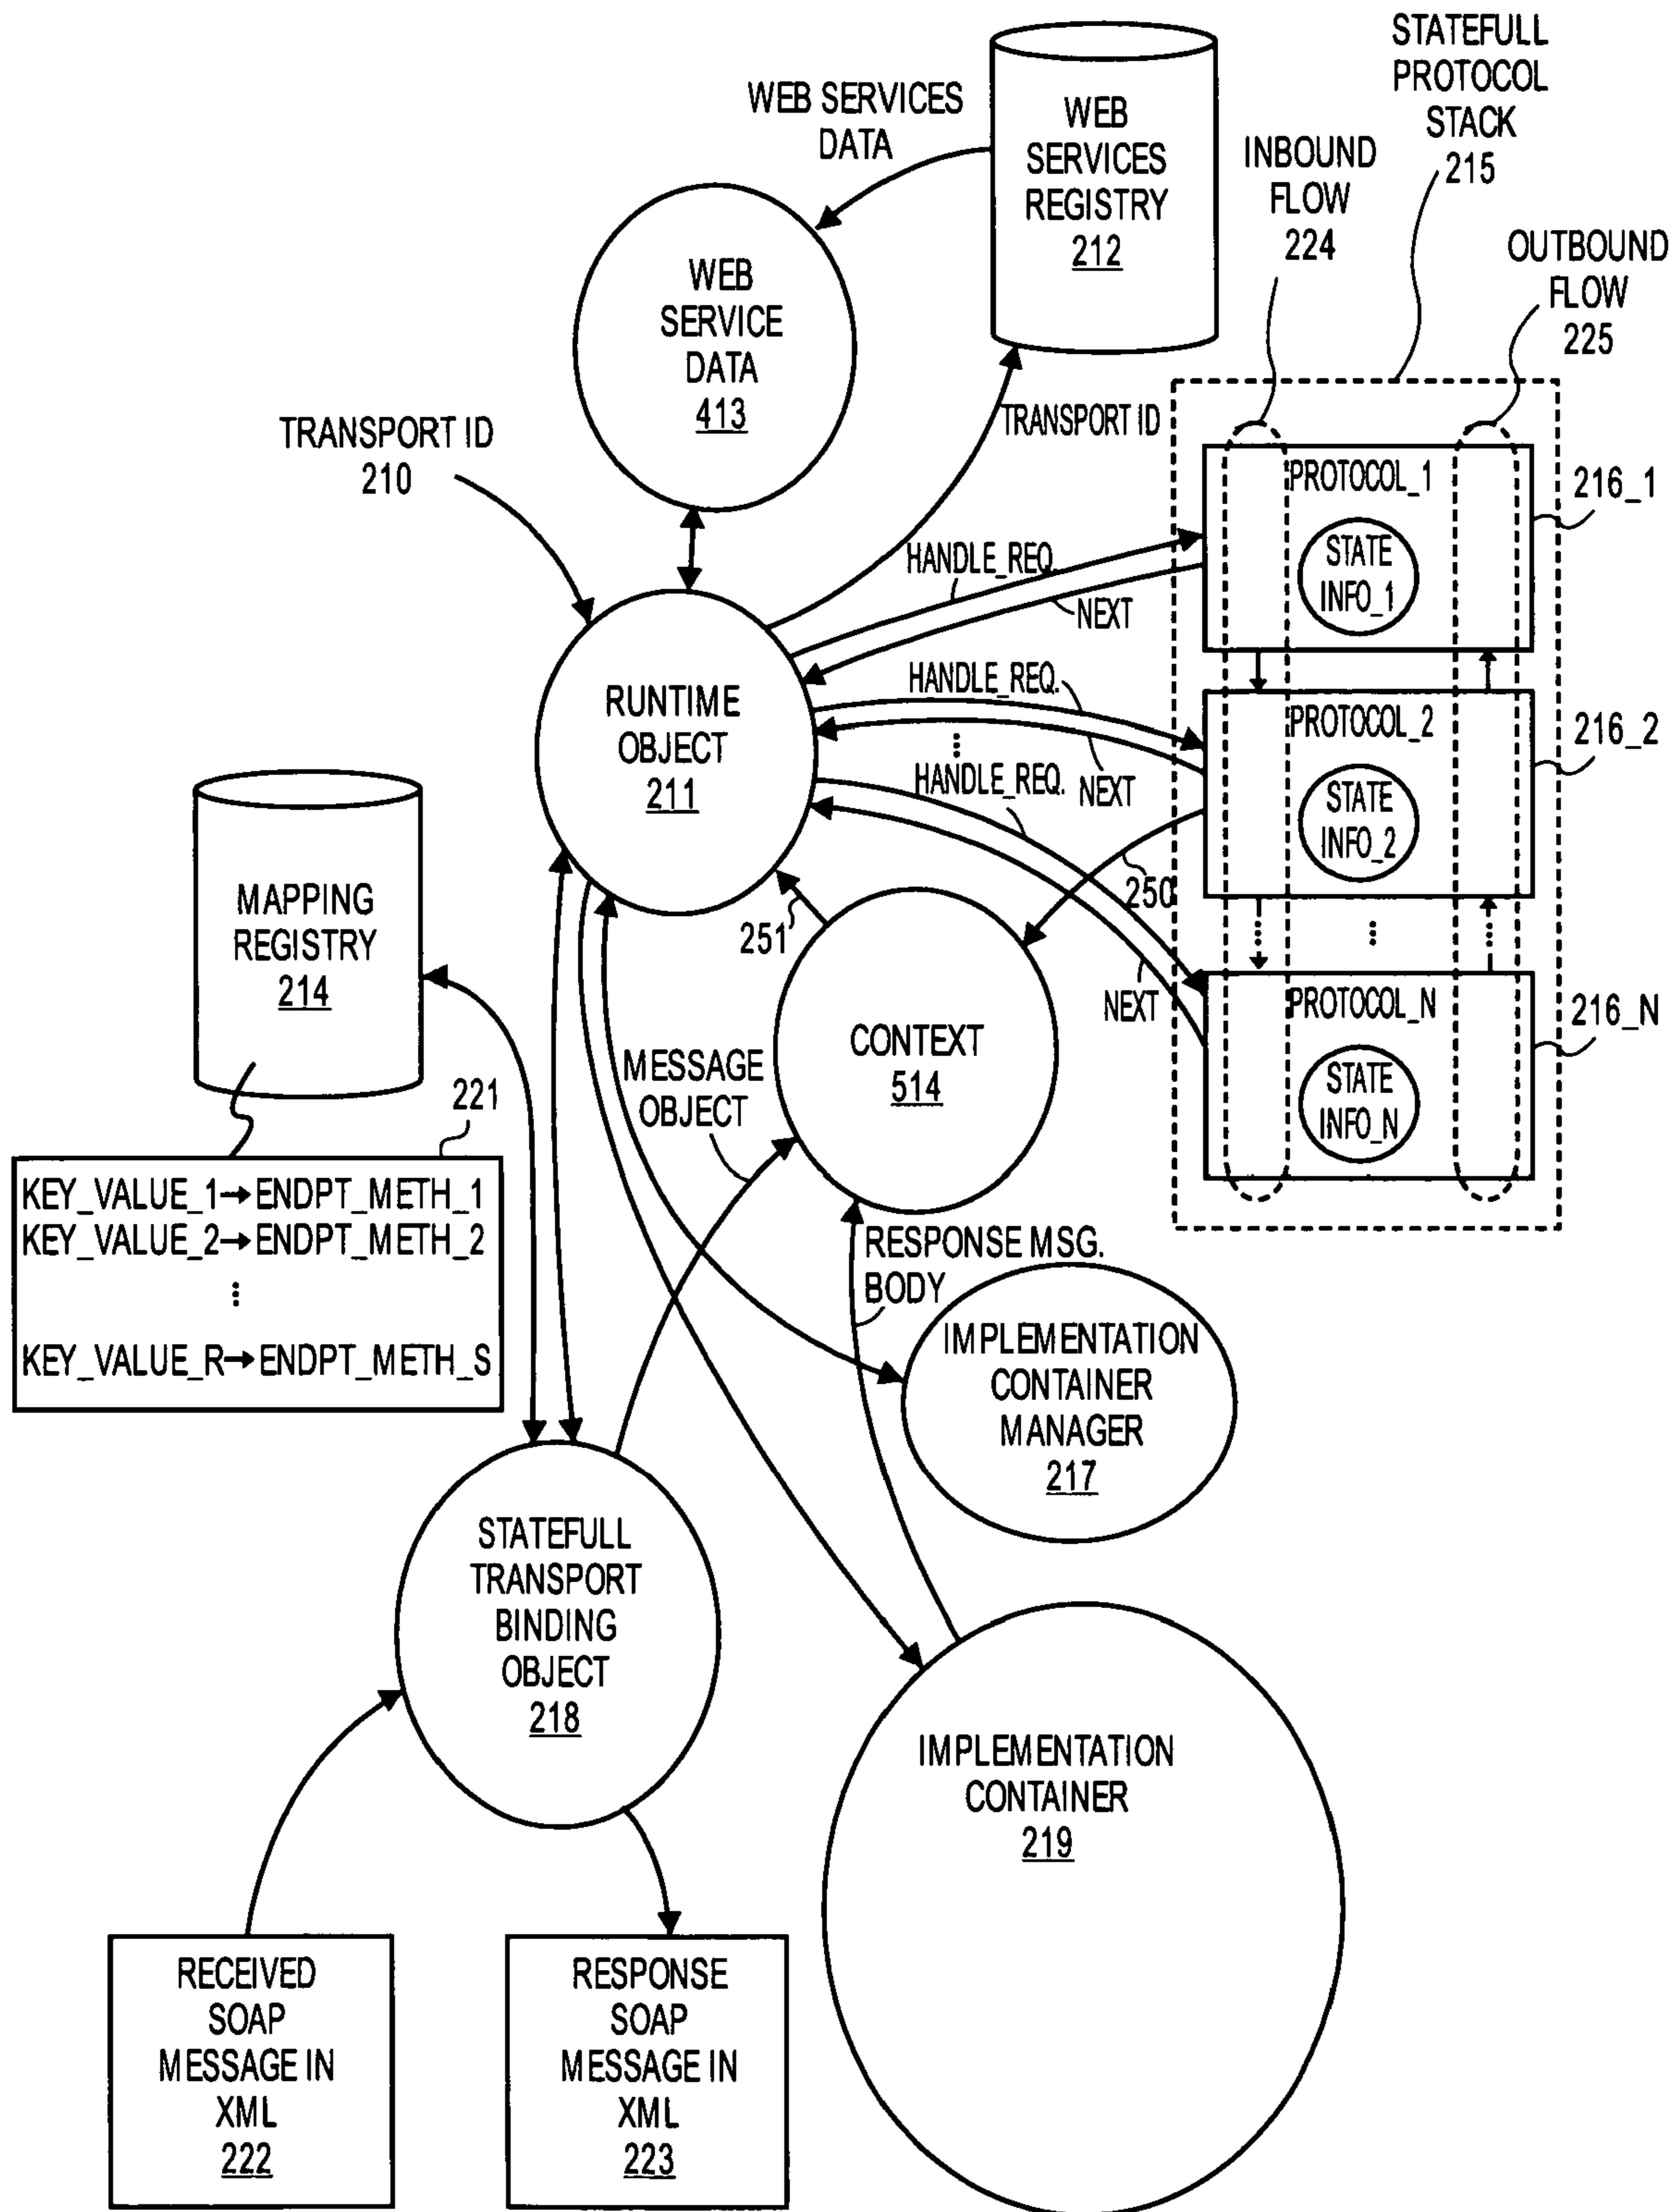 STATEFULL
PROTOCOL
STACK
215
WEB SERVICES
DATA
WEB
SERVICES
REGISTRY
212
INBOUND
FLOW
224
OUTBOUND
FLOW
225
WEB
SERVICE
DATA
413
TRANSPORT ID
210
TRANSPORT ID
PROTOCOL_1
216_1
STATE
INFO_1
HANDLE_REQ.
NEXT
RUNTIME
OBJECT
211
HANDLE_REQ.
⋮
NEXT
HANDLE_REQ.
PROTOCOL_2
216_2
STATE
INFO_2
250
251
NEXT
⋮
PROTOCOL_N
216_N
STATE
INFO_N
MAPPING
REGISTRY
214
221
KEY_VALUE_1→ENDPT_METH_1
KEY_VALUE_2→ENDPT_METH_2
⋮
KEY_VALUE_R→ENDPT_METH_S
MESSAGE
OBJECT
CONTEXT
514
RESPONSE MSG.
BODY
IMPLEMENTATION
CONTAINER
MANAGER
217
STATEFULL
TRANSPORT
BINDING
OBJECT
218
IMPLEMENTATION
CONTAINER
219
RECEIVED
SOAP
MESSAGE IN
XML
222
RESPONSE
SOAP
MESSAGE IN
XML
223